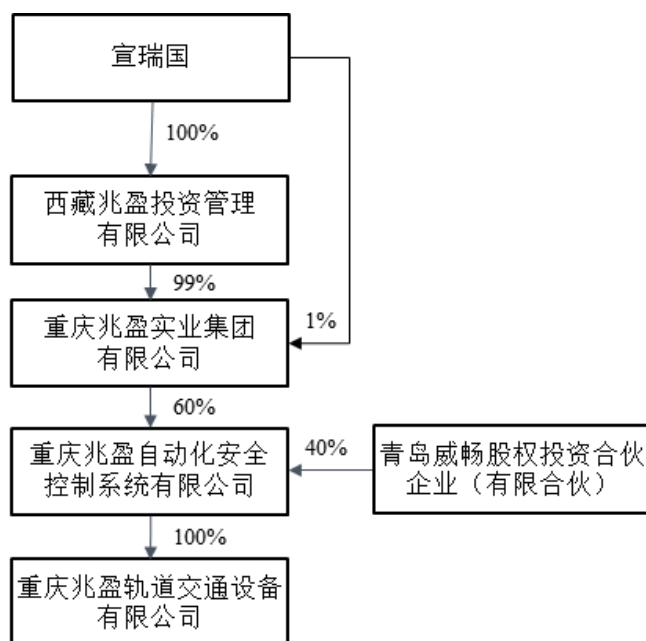 宣瑞国
100%
西藏兆盈投资管理
有限公司
99%
1%
重庆兆盈实业集团
有限公司
60%
重庆兆盈自动化安全
控制系统有限公司
40%
青岛威畅股权投资合伙
企业（有限合伙）
100%
重庆兆盈轨道交通设备
有限公司